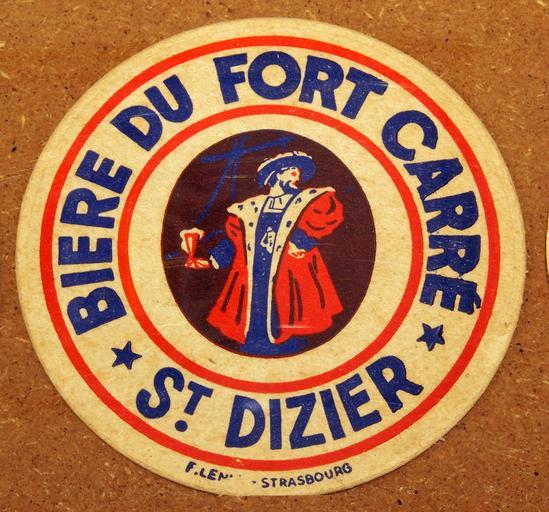 BIERE DU FORT CARRÉ
ST. DIZIER
STRASBOURG